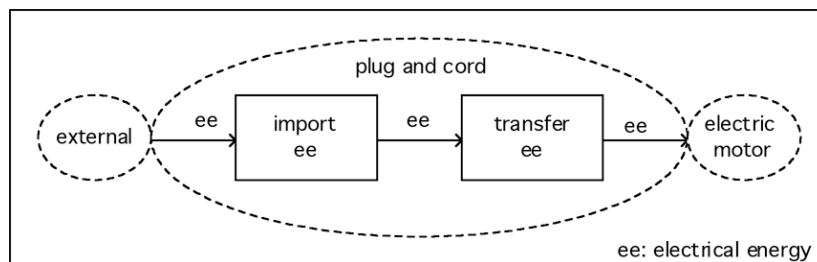 plug and cord
external
ee
import
ee
ee
transfer
ee
ee
electric
motor
ee: electrical energy